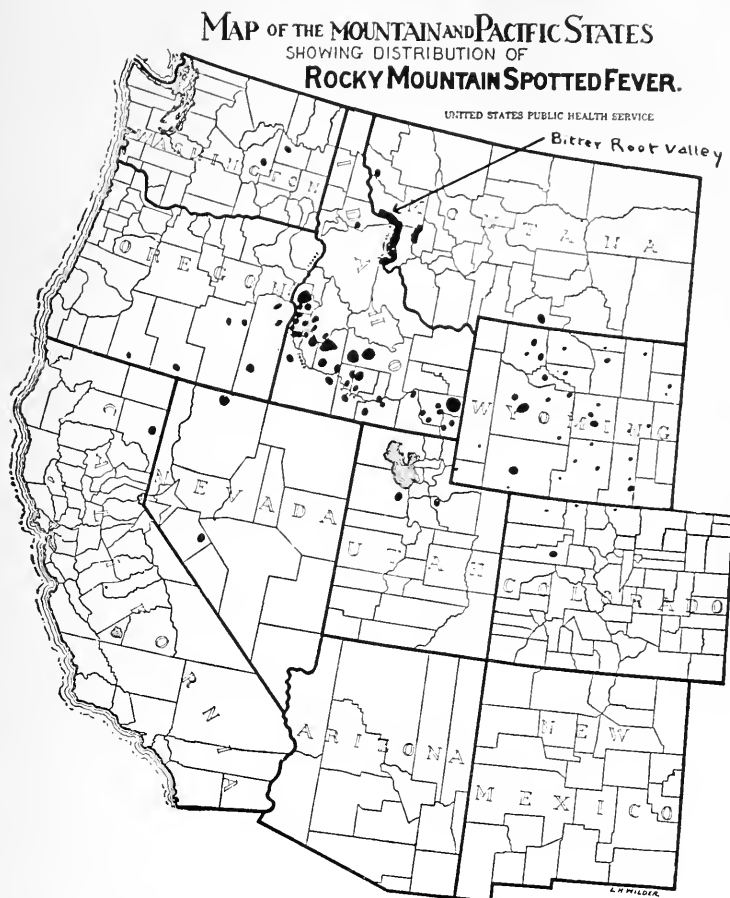 MAP OF THE MOUNTAIN AND PACIFIC STATES
SHOWING DISTRIBUTION OF
ROCKY MOUNTAIN SPOTTED FEVER.
UNITED STATES PUBLIC HEALTH SERVICE
Bitter Root Valley
WASHINGTON
MONTANA
OREGON
IDAHO
WYOMING
CALIFORNIA
NEVADA
UTAH
COLORADO
ARIZONA
NEW
MEXICO
L H WILDER